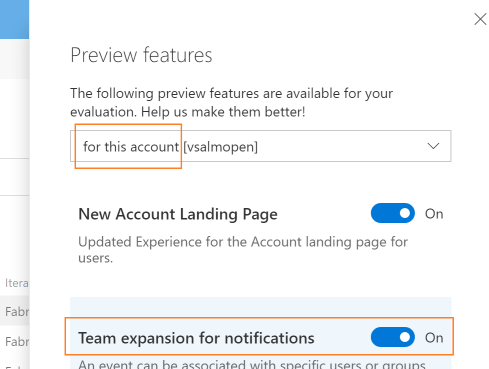 Preview features
The following preview features are available for your
evaluation. Help us make them better!
for this account [vsalmopen]
New Account Landing Page
On
Updated Experience for the Account landing page for
users.
Itera
Fabr
Team expansion for notifications
On
Fabr
An event can be associated with specific users or groups
Fab